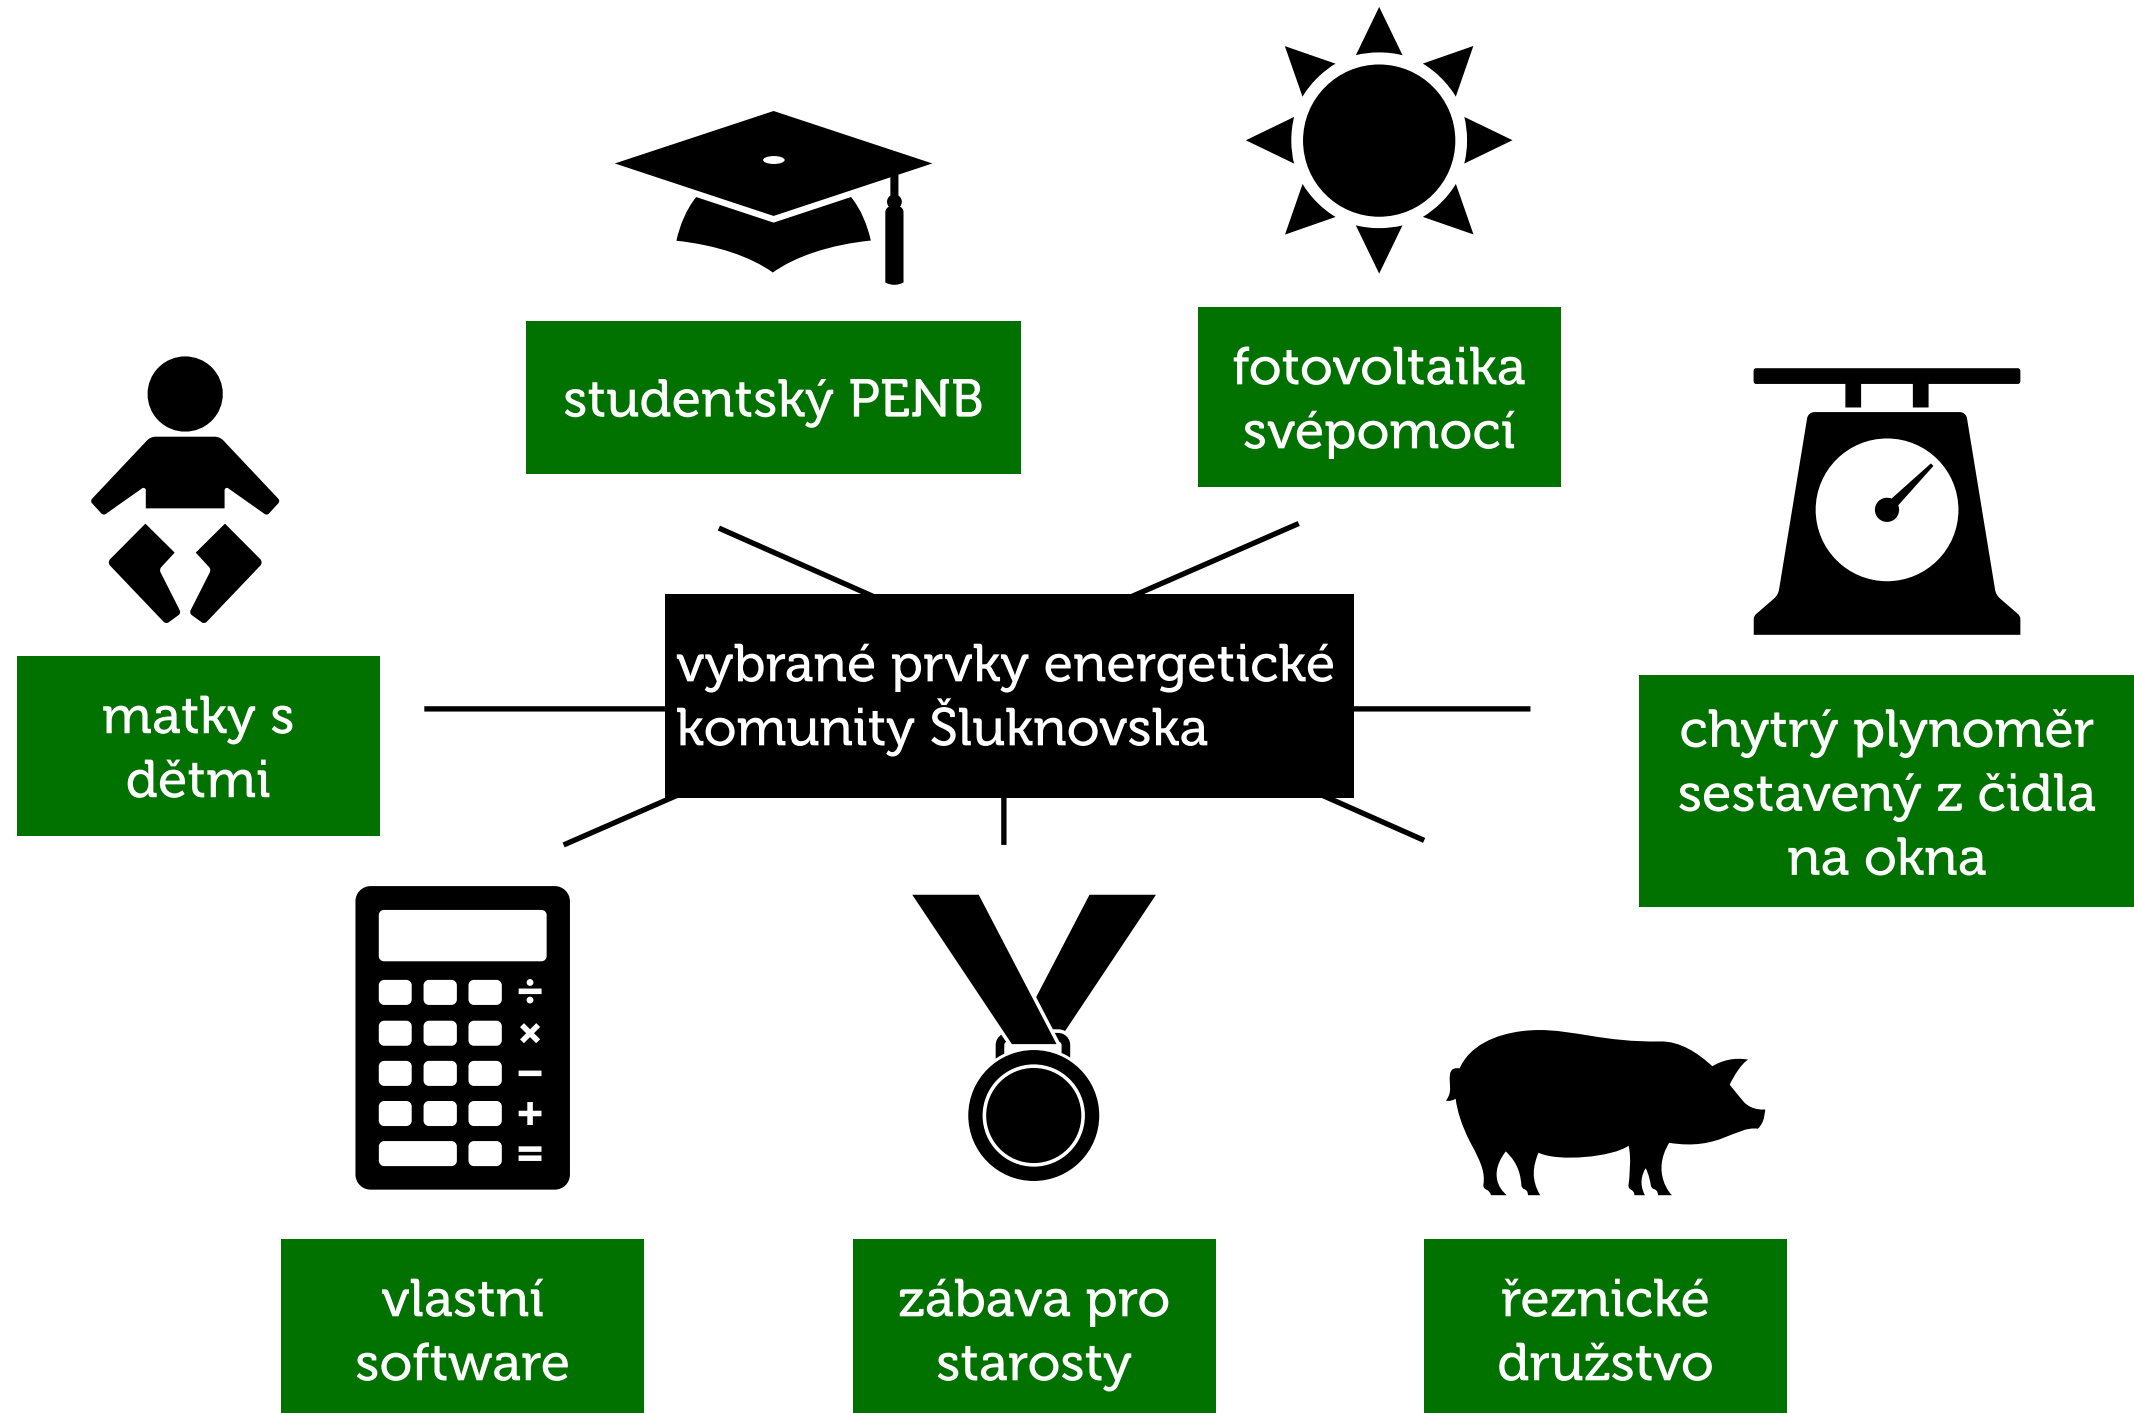 studentský PENB
fotovoltaika
svépomocí
matky s
dětmi
vybrané prvky energetické
komunity Šluknovska
chytrý plynoměr
sestavený z čidla
na okna
÷
×
−
+
=
vlastní
software
zábava pro
starosty
řeznické
družstvo